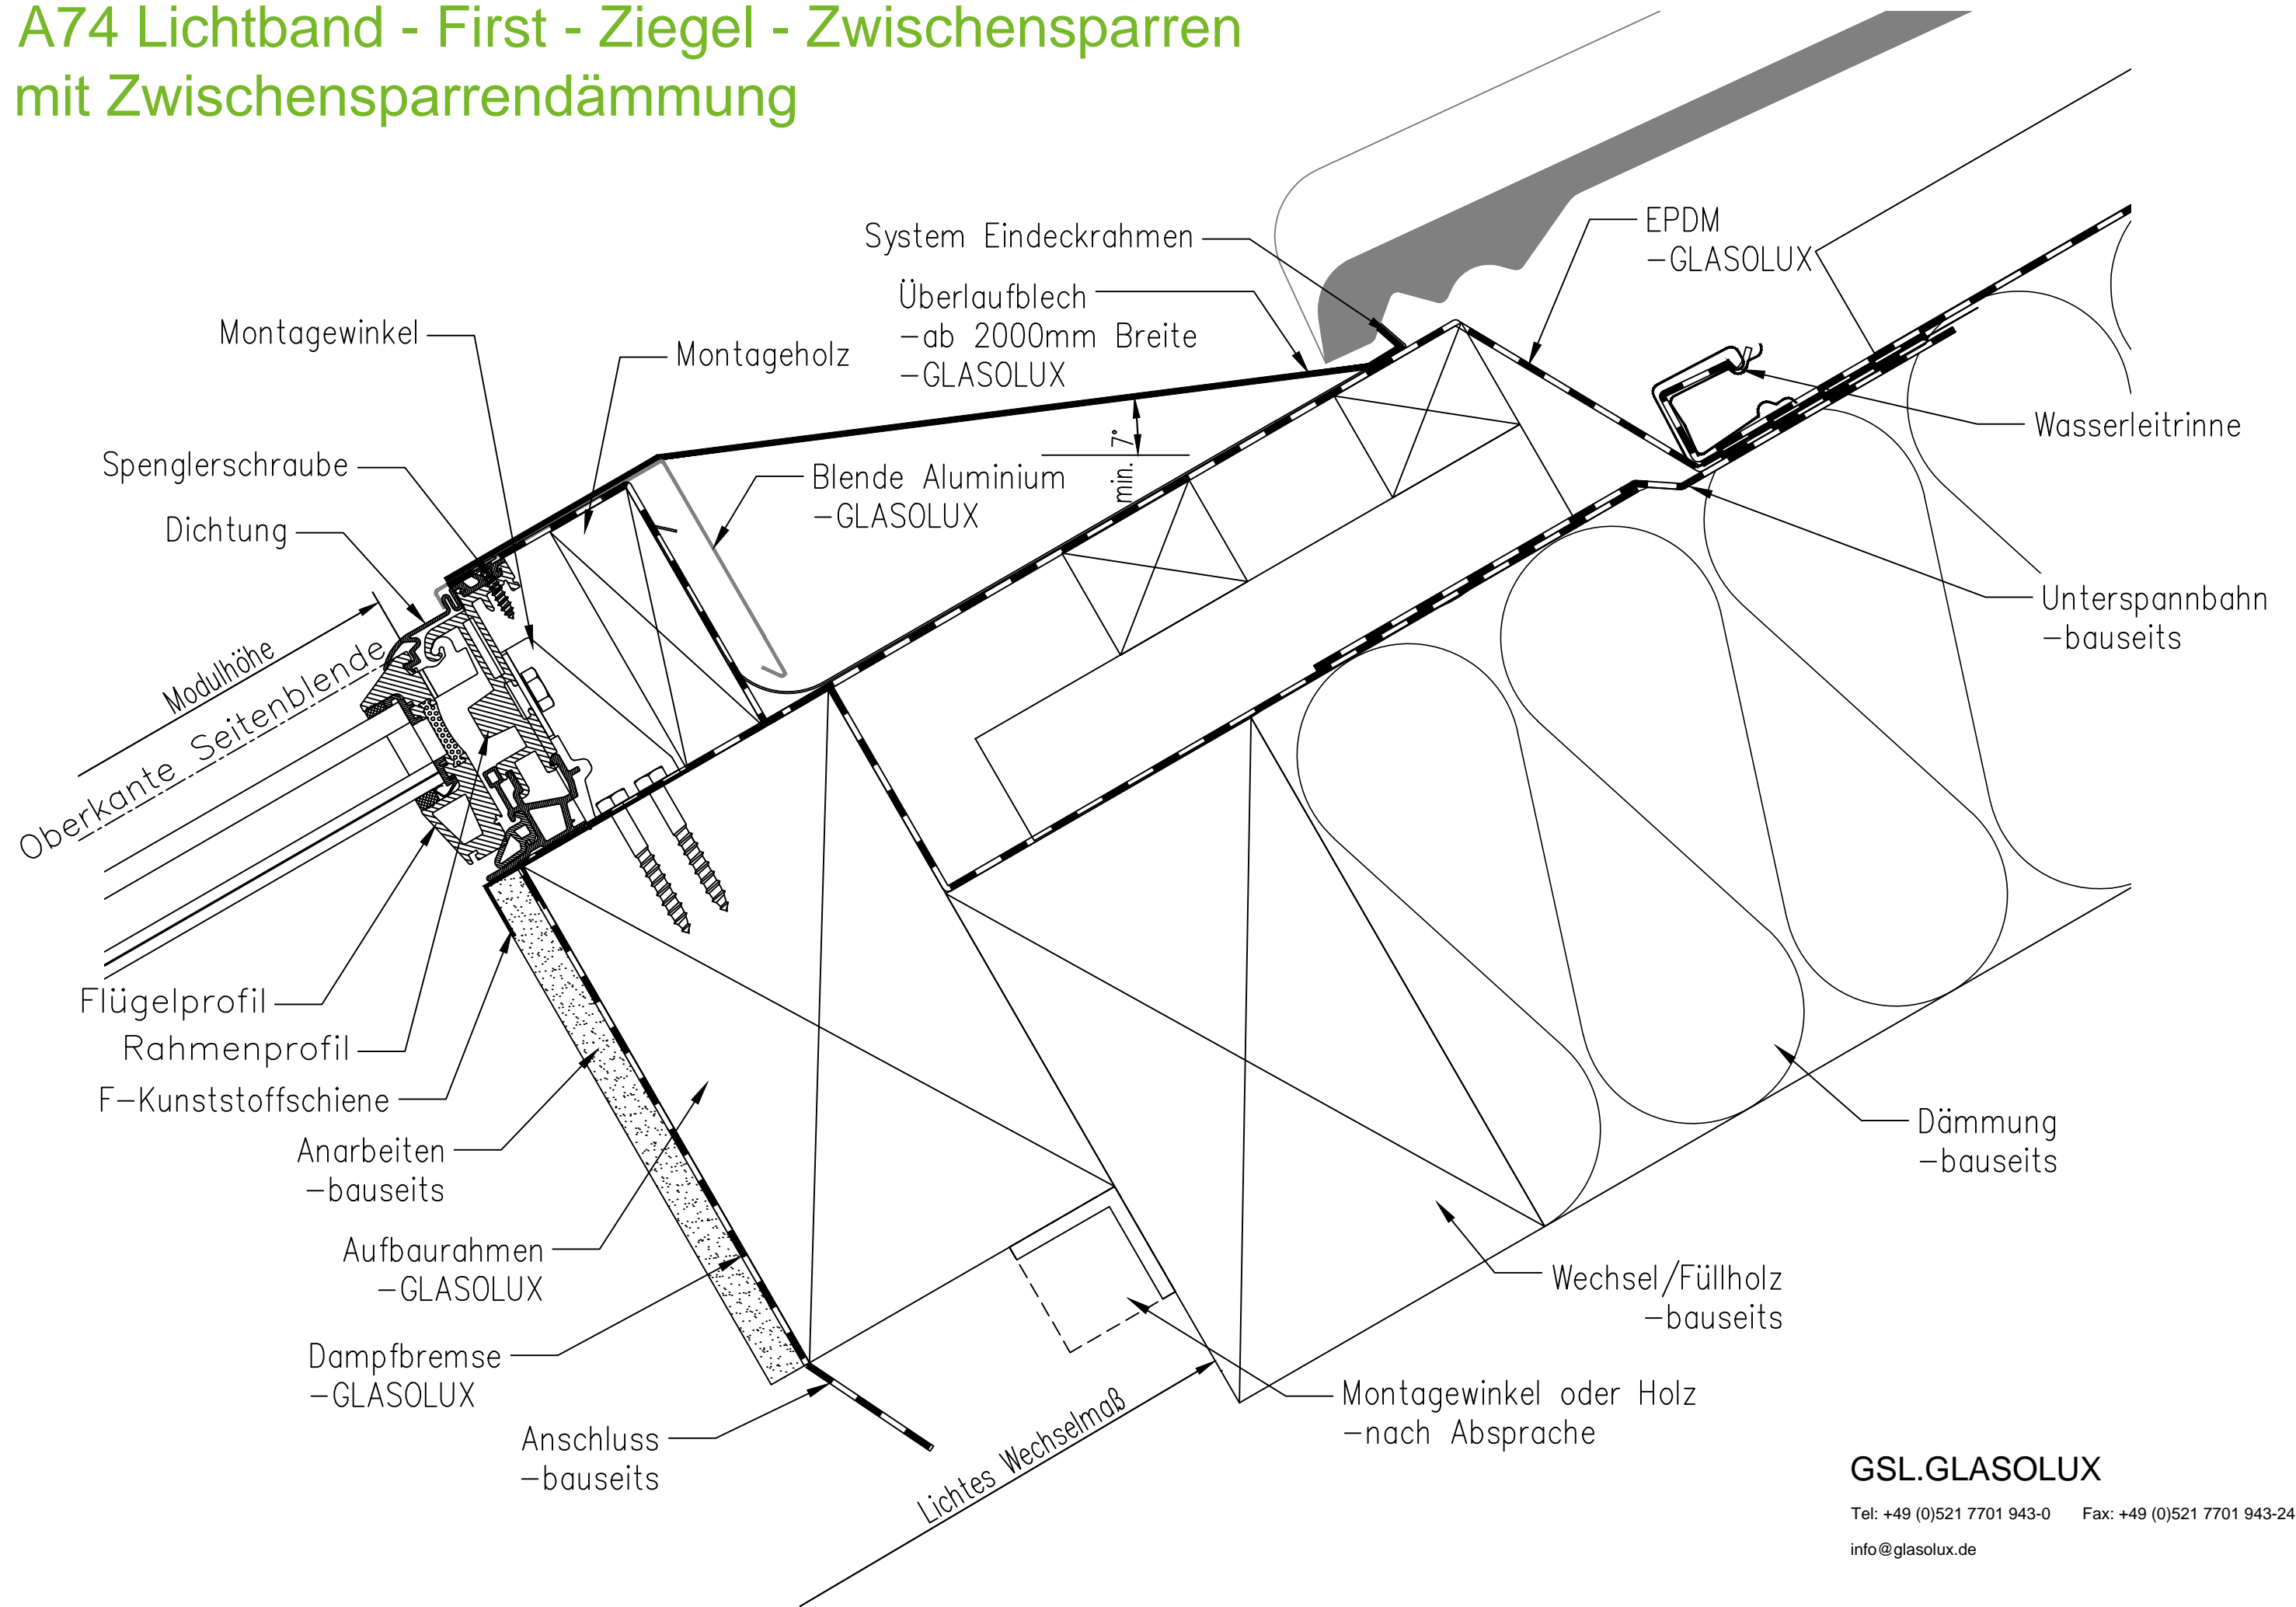 A74 Lichtband - First - Ziegel - Zwischensparren
mit Zwischensparrendämmung
System Eindeckrahmen
EPDM
-GLASOLUX
Überlaufblech
-ab 2000mm Breite
-GLASOLUX
Montagewinkel
Montageholz
Wasserleitrinne
Spenglerschraube
Blende Aluminium
-GLASOLUX
min. 7°
Dichtung
Unterspannbahn
-bauseits
Modulhöhe
Oberkante Seitenblende
Flügelprofil
Rahmenprofil
F-Kunststoffschiene
Anarbeiten
-bauseits
Dämmung
-bauseits
Aufbaurahmen
-GLASOLUX
Wechsel/Füllholz
-bauseits
Dampfbremse
-GLASOLUX
Montagewinkel oder Holz
-nach Absprache
Anschluss
-bauseits
Lichtes Wechselmaß
GSL.GLASOLUX
Tel: +49 (0)521 7701 943-0 Fax: +49 (0)521 7701 943-24
info@glasolux.de